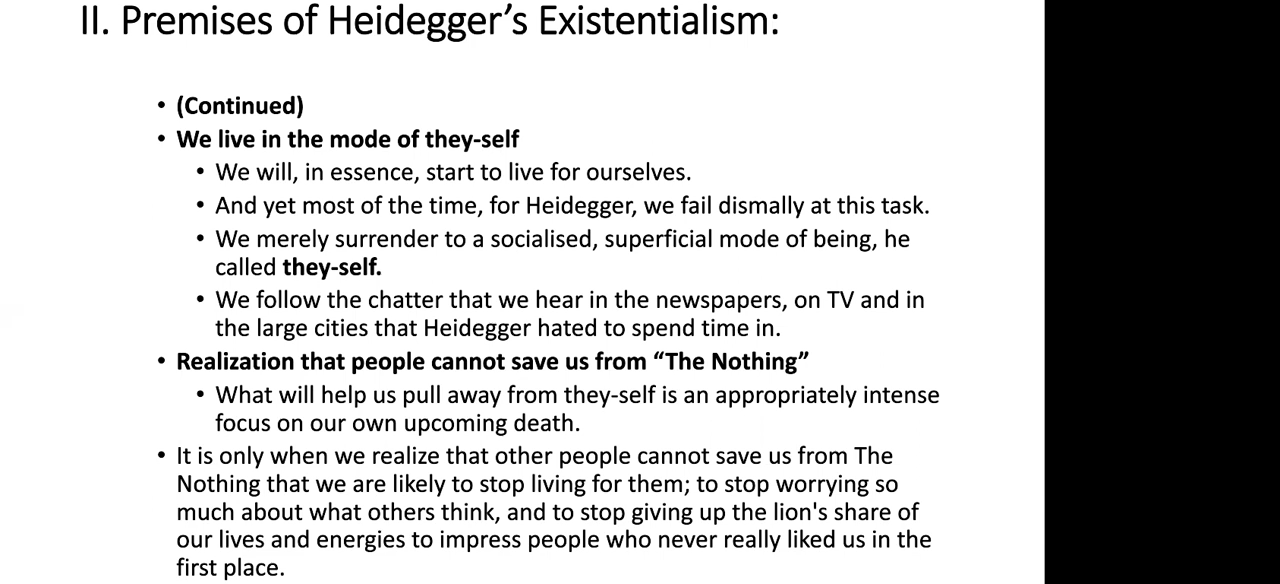 II. Premises of Heidegger’s Existentialism:
• (Continued)
• We live in the mode of they-self
• We will, in essence, start to live for ourselves.
• And yet most of the time, for Heidegger, we fail dismally at this task.
• We merely surrender to a socialised, superficial mode of being, he
called they-self.
• We follow the chatter that we hear in the newspapers, on TV and in
the large cities that Heidegger hated to spend time in.
• Realization that people cannot save us from “The Nothing”
• What will help us pull away from they-self is an appropriately intense
focus on our own upcoming death.
• It is only when we realize that other people cannot save us from The
Nothing that we are likely to stop living for them; to stop worrying so
much about what others think, and to stop giving up the lion's share of
our lives and energies to impress people who never really liked us in the
first place.